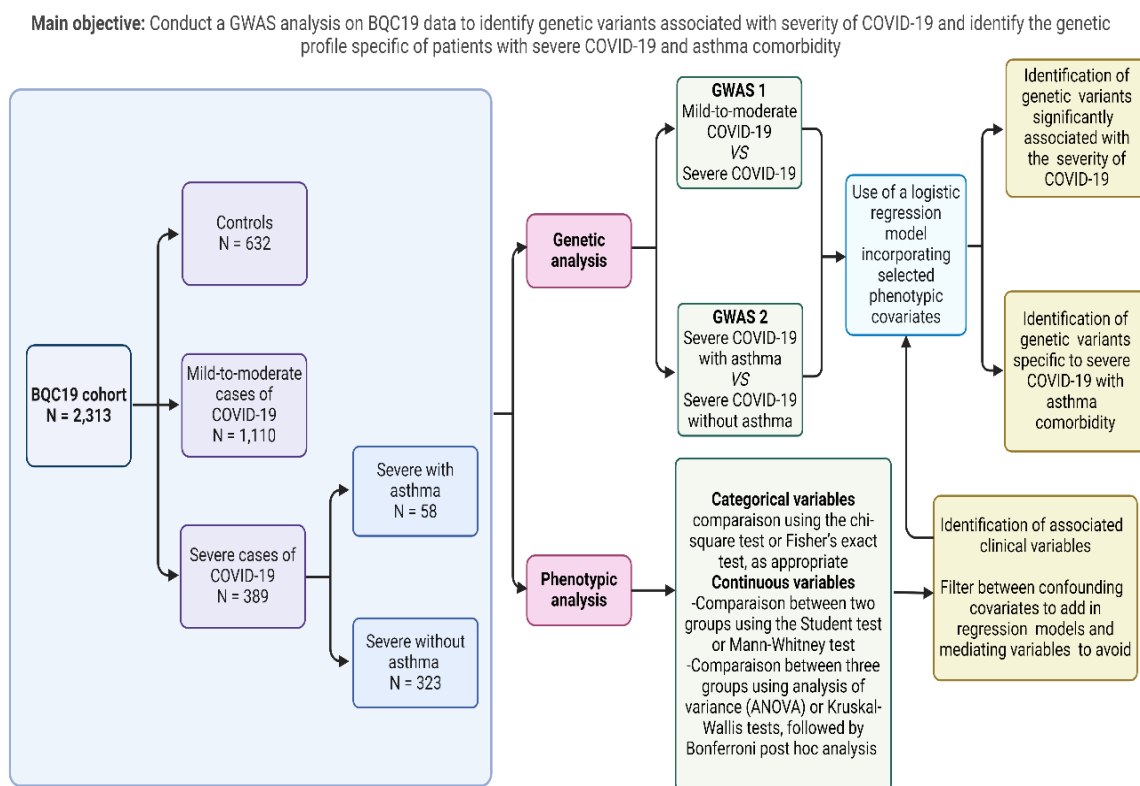 Main objective: Conduct a GWAS analysis on BQC19 data to identify genetic variants associated with severity of COVID-19 and identify the genetic
profile specific of patients with severe COVID-19 and asthma comorbidity
BQC19 cohort
N = 2,313
Controls
N = 632
Mild-to-moderate
cases of
COVID-19
N = 1,110
Severe cases of
COVID-19
N = 389
Severe with
asthma
N = 58
Severe without
asthma
N = 323
Genetic
analysis
Phenotypic
analysis
GWAS 1
Mild-to-moderate
COVID-19
VS
Severe COVID-19
GWAS 2
Severe COVID-19
with asthma
VS
Severe COVID-19
without asthma
Use of a logistic
regression
model
incorporating
selected
phenotypic
covariates
Identification of
genetic variants
significantly
associated with
the severity of
COVID-19
Identification of
genetic variants
specific to severe
COVID-19 with
asthma
comorbidity
Categorical variables
comparaison using the chi-
square test or Fisher's exact
test, as appropriate
Continuous variables
-Comparaison between two
groups using the Student test
or Mann-Whitney test
-Comparaison between three
groups using analysis of
variance (ANOVA) or Kruskal-
Wallis tests, followed by
Bonferroni post hoc analysis
Identification of associated
clinical variables
Filter between confounding
covariates to add in
regression models and
mediating variables to avoid